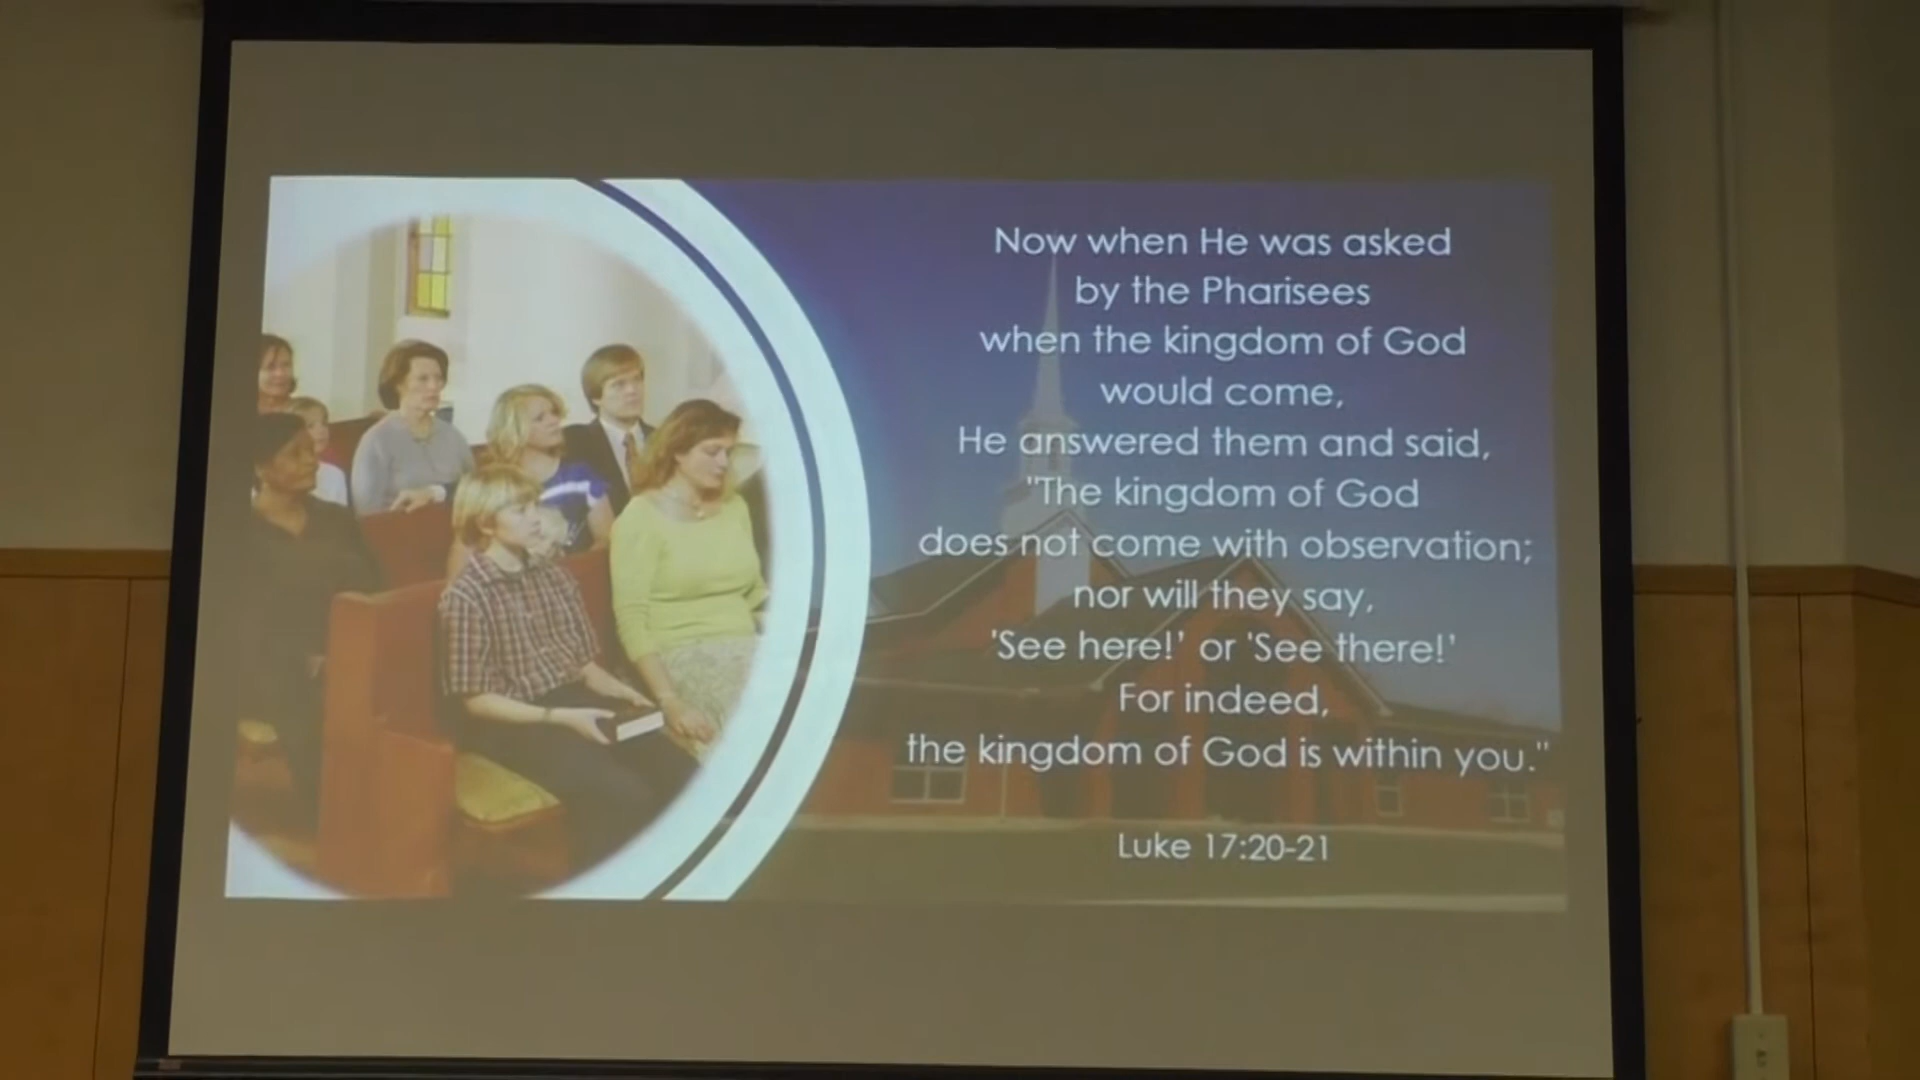 Now when He was asked
by the Pharisees
when the kingdom of God
would come,
He answered them and said,
"The kingdom of God
does not come with observation;
nor will they say,
'See here!' or 'See there!'
For indeed,
the kingdom of God is within you."
Luke 17:20-21